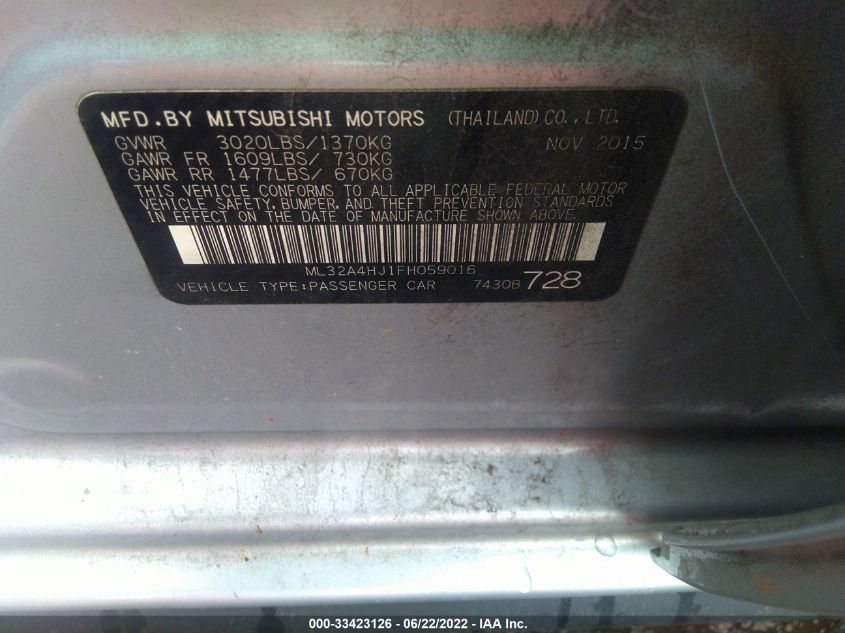 MFD.BY MITSUBISHI MOTORS (THAILAND)CO.,LTD.
GVWR 3020LBS/1370KG NOV 2015
GAWR FR 1609LBS/ 730KG
GAWR RR 1477LBS/ 670KG
THIS VEHICLE CONFORMS TO ALL APPLICABLE FEDERAL MOTOR
VEHICLE SAFETY, BUMPER, AND THEFT PREVENTION STANDARDS
IN EFFECT ON THE DATE OF MANUFACTURE SHOWN ABOVE.
ML32A4HJ1FH059016
VEHICLE TYPE:PASSENGER CAR 7430B 728
000-33423126 - 06/22/2022 - IAA Inc.